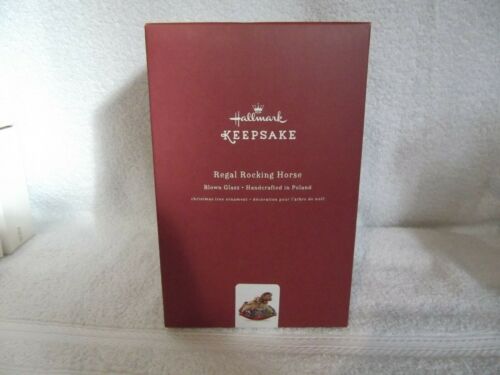 Hallmark
KEEPSAKE
Regal Rocking Horse
Blown Glass • Handcrafted in Poland
christmas tree ornament • décoration pour l'arbre de noël